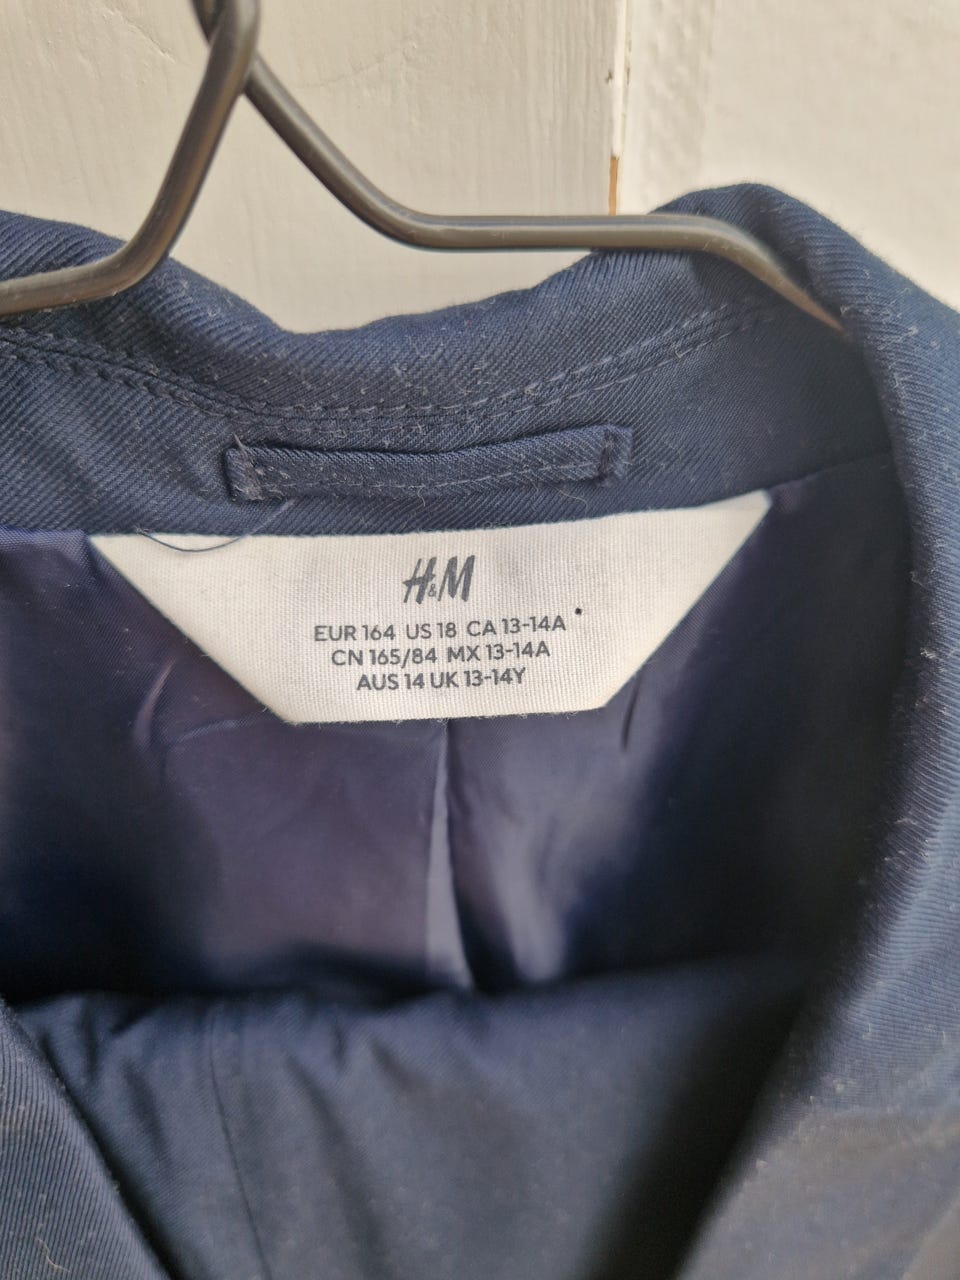 H&M
EUR 164 US 18 CA 13-14A
CN 165/84 MX 13-14A
AUS 14 UK 13-14Y